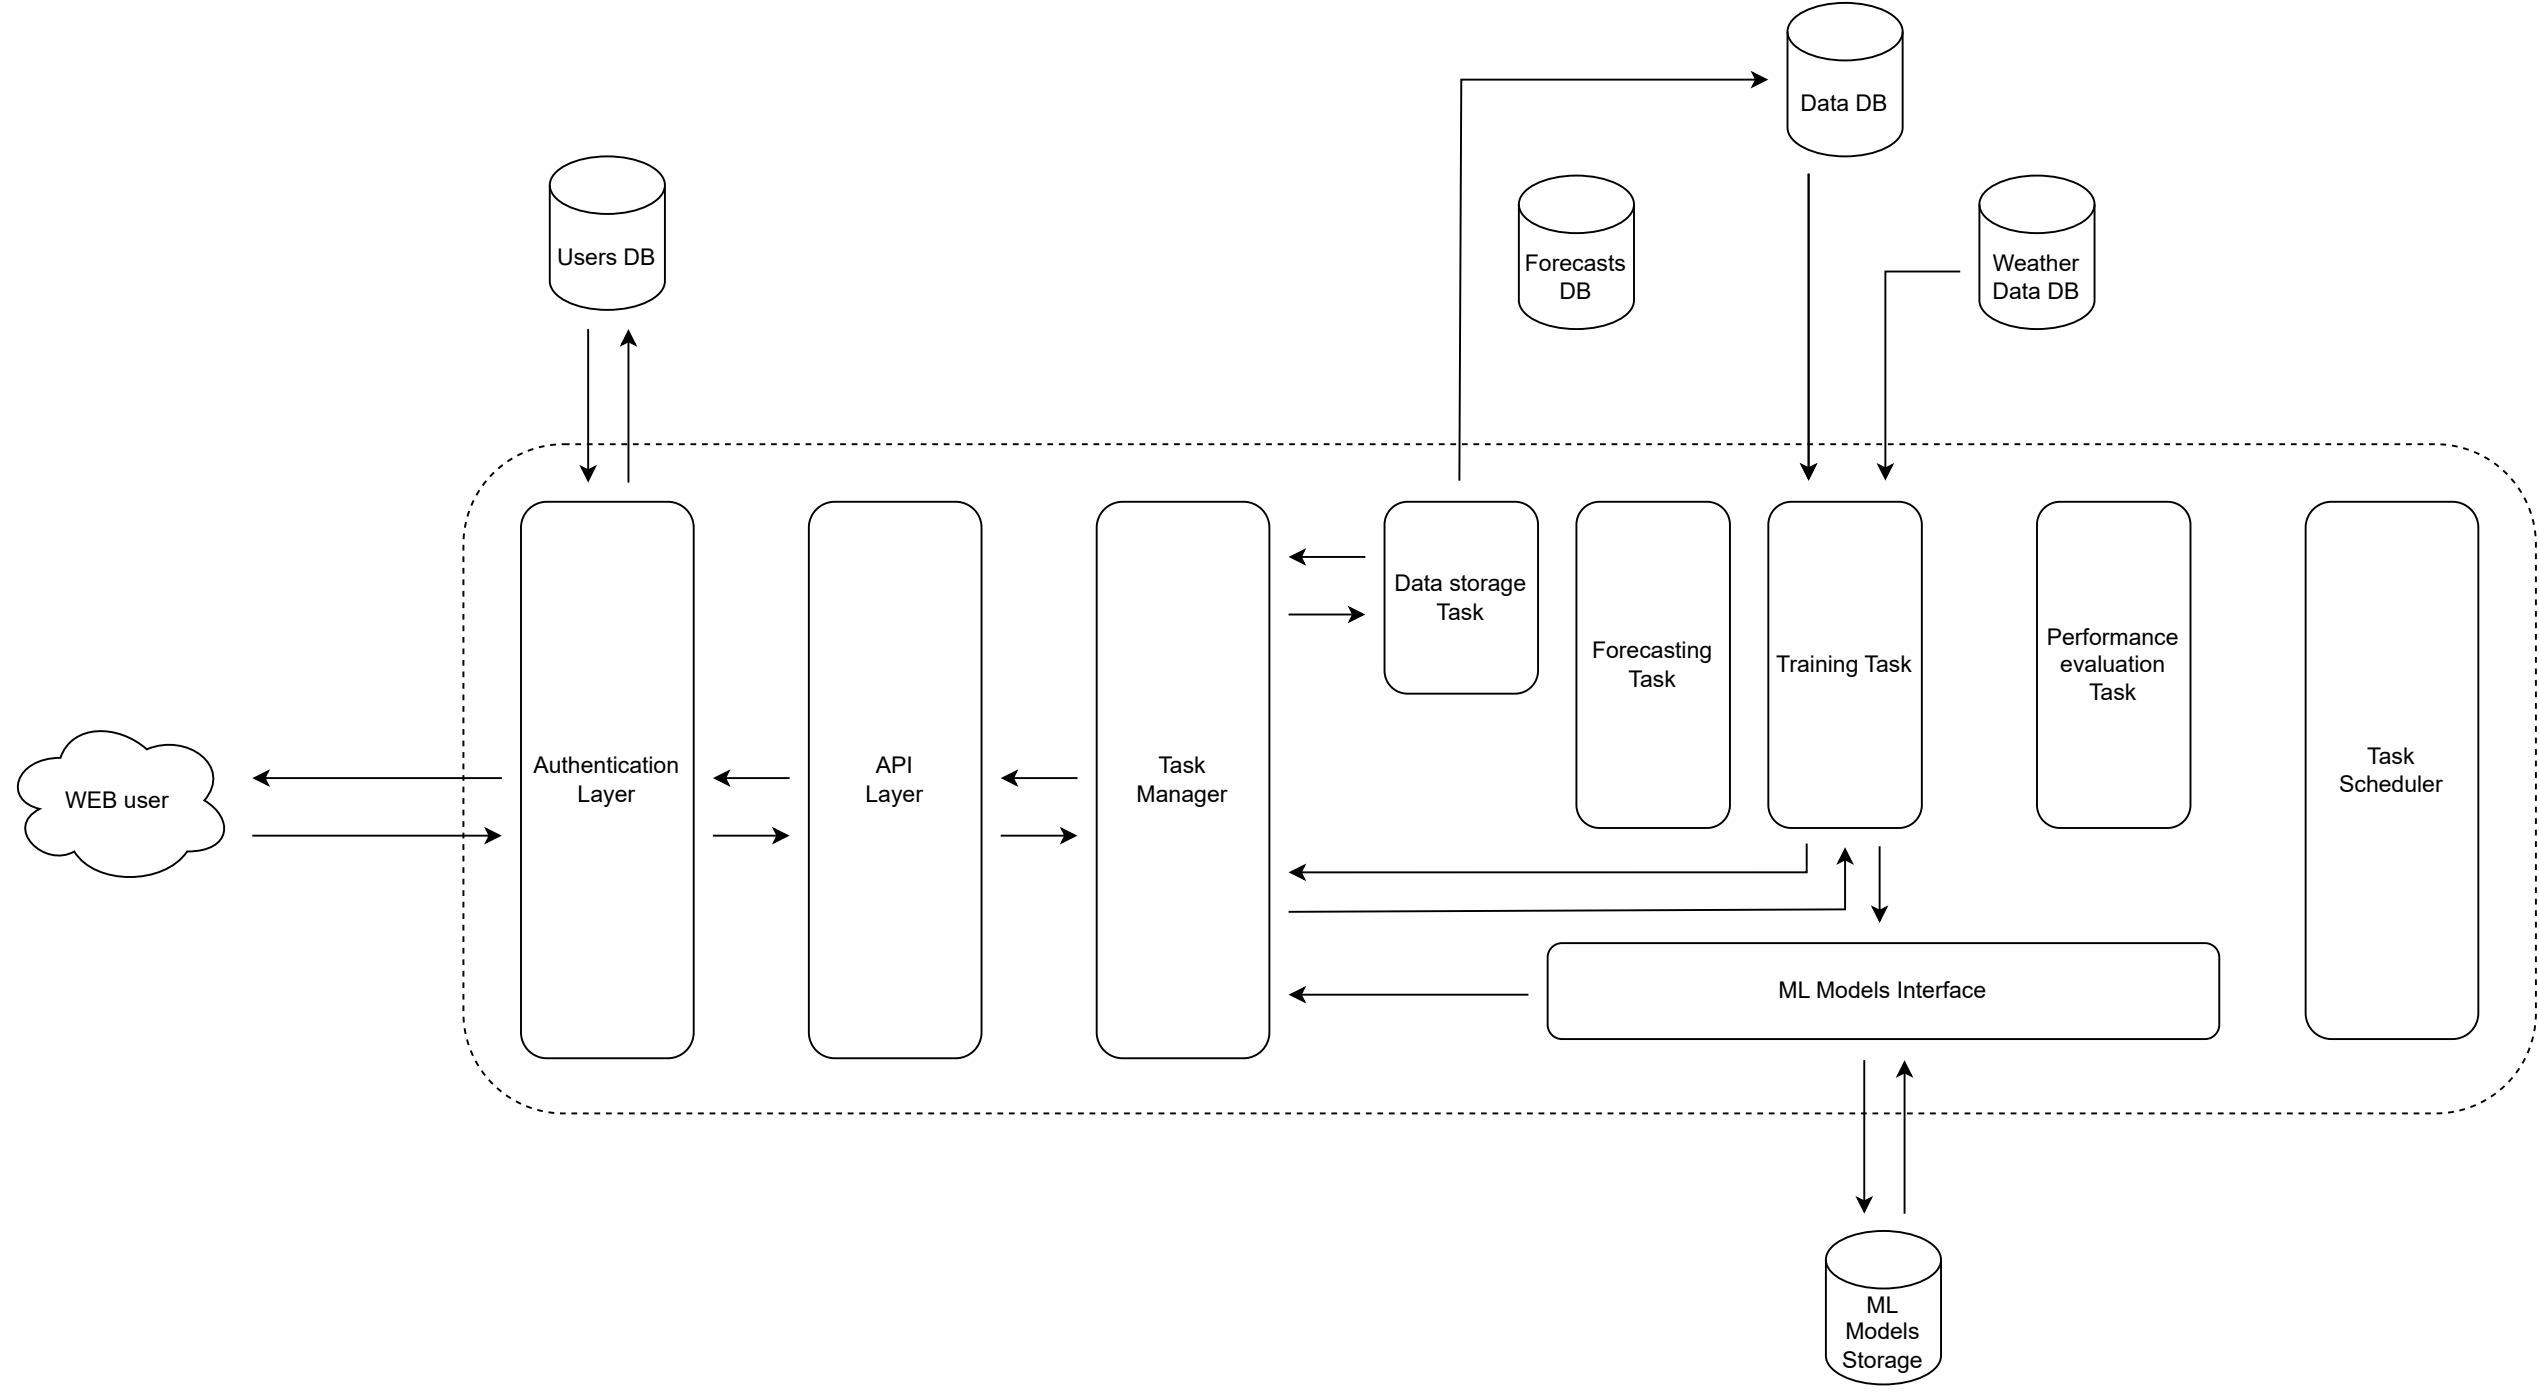 Data DB
Users DB
Forecasts
DB
Weather
Data DB
Data storage
Task
Forecasting
Task
Training Task
Performance
evaluation
Task
Task
Scheduler
WEB user
Authentication
Layer
API
Layer
Task
Manager
ML Models Interface
ML
Models
Storage